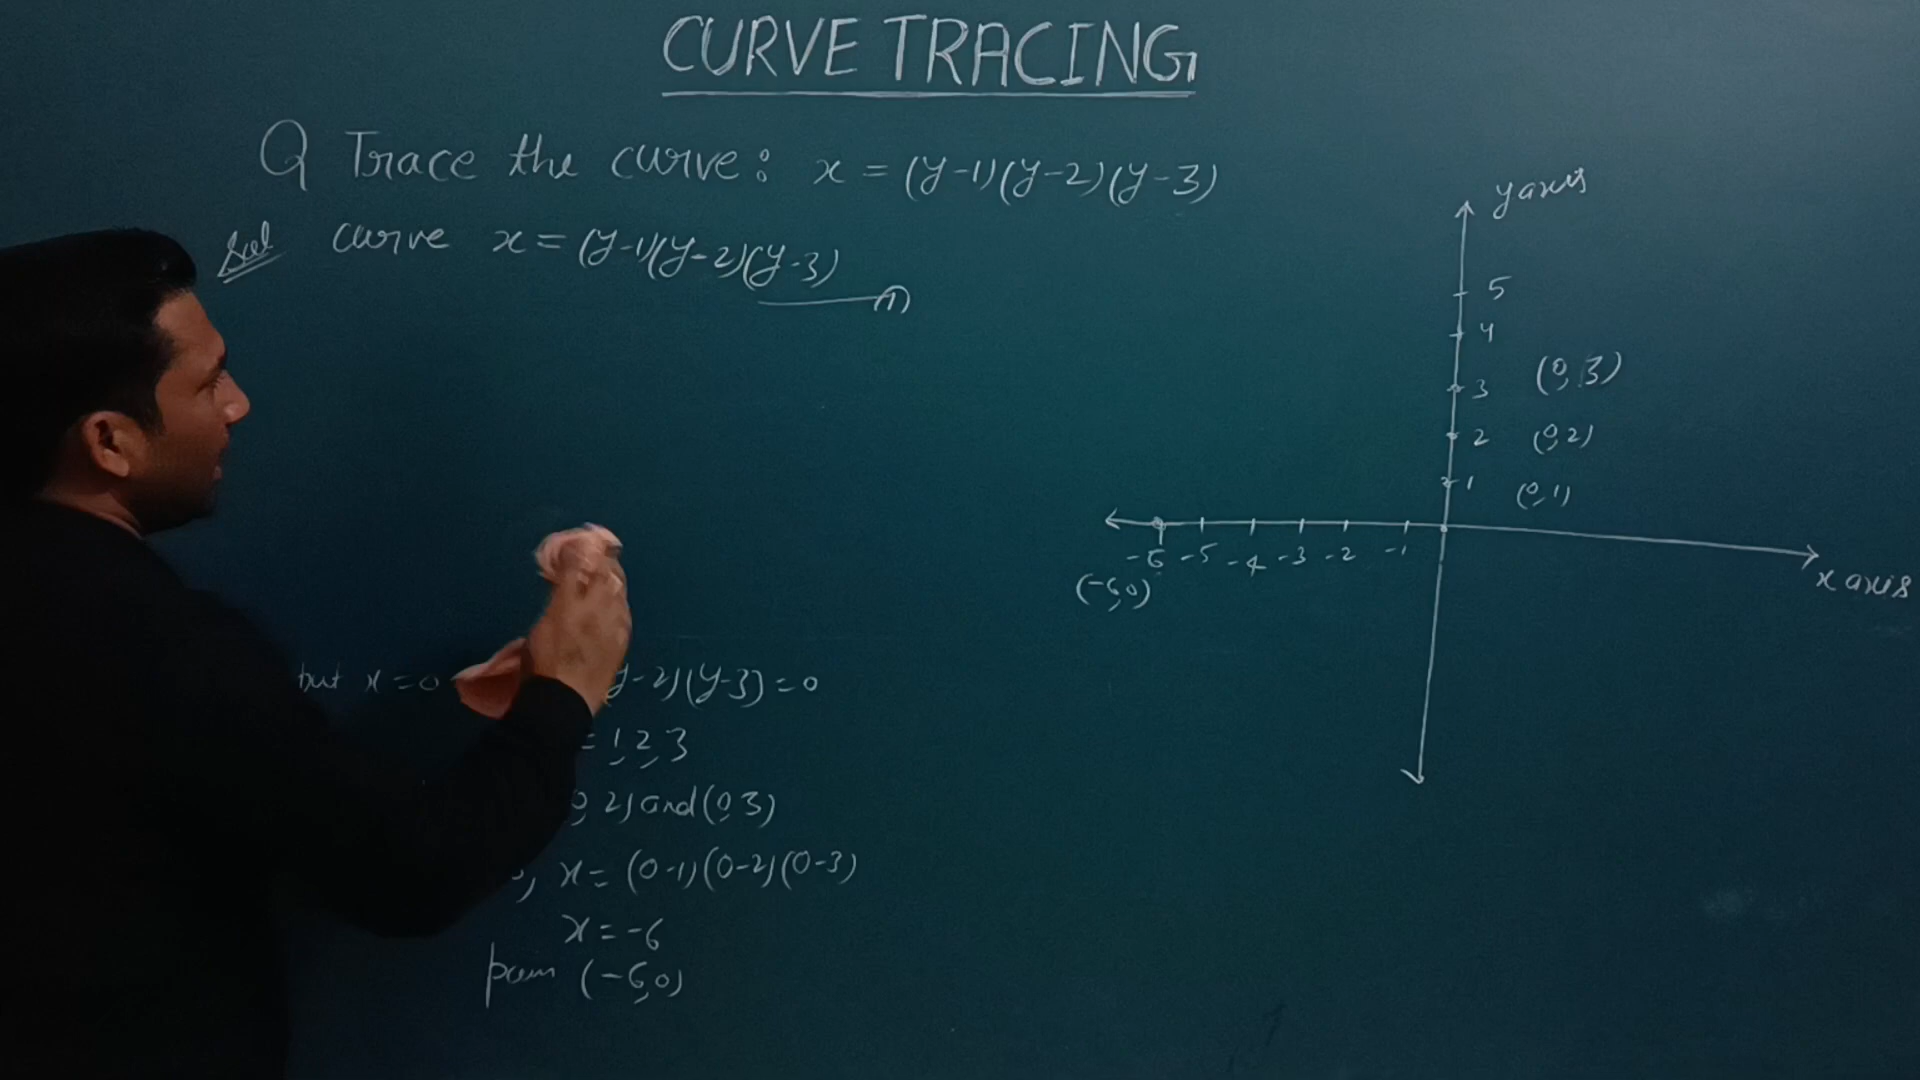 CURVE TRACING
Q Trace the curve: x = (y-1)(y-2)(y-3)
Sol curve x = (y-1)(y-2)(y-3)
(1)
but x = 0 y-2)(y-3) = 0
= 1, 2, 3
0, 2) and (0, 3)
, x = (0-1)(0-2)(0-3)
x = -6
(-6, 0)
y axis
5
4
3 (0, 3)
2 (0, 2)
1 (0, 1)
-6 -5 -4 -3 -2 -1
(-6, 0)
x axis